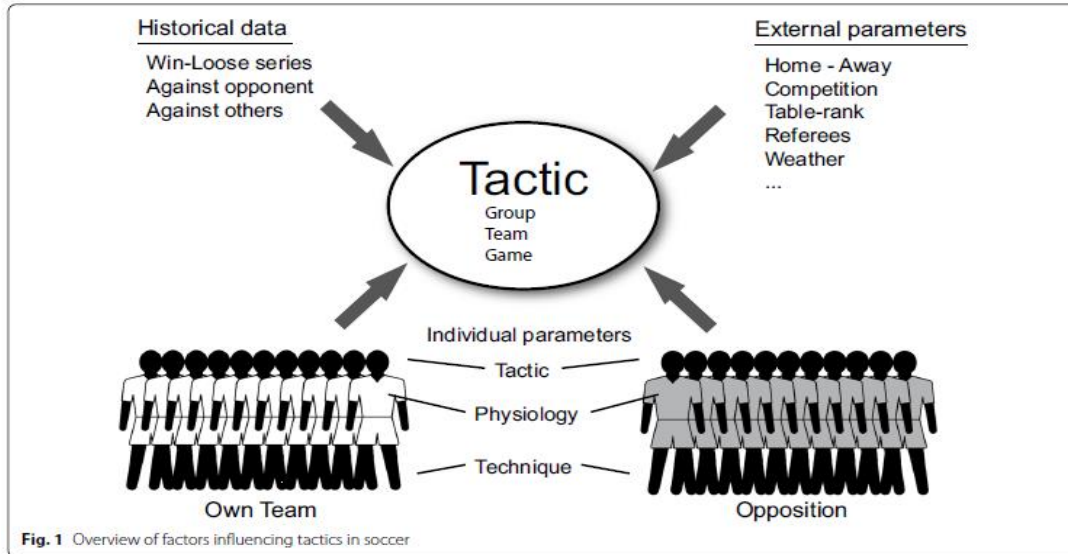 Historical data
Win-Loose series
Against opponent
Against others
External parameters
Home - Away
Competition
Table-rank
Referees
Weather
...
Tactic
Group
Team
Game
Individual parameters
Tactic
Physiology
Technique
Own Team
Opposition
Fig. 1 Overview of factors influencing tactics in soccer